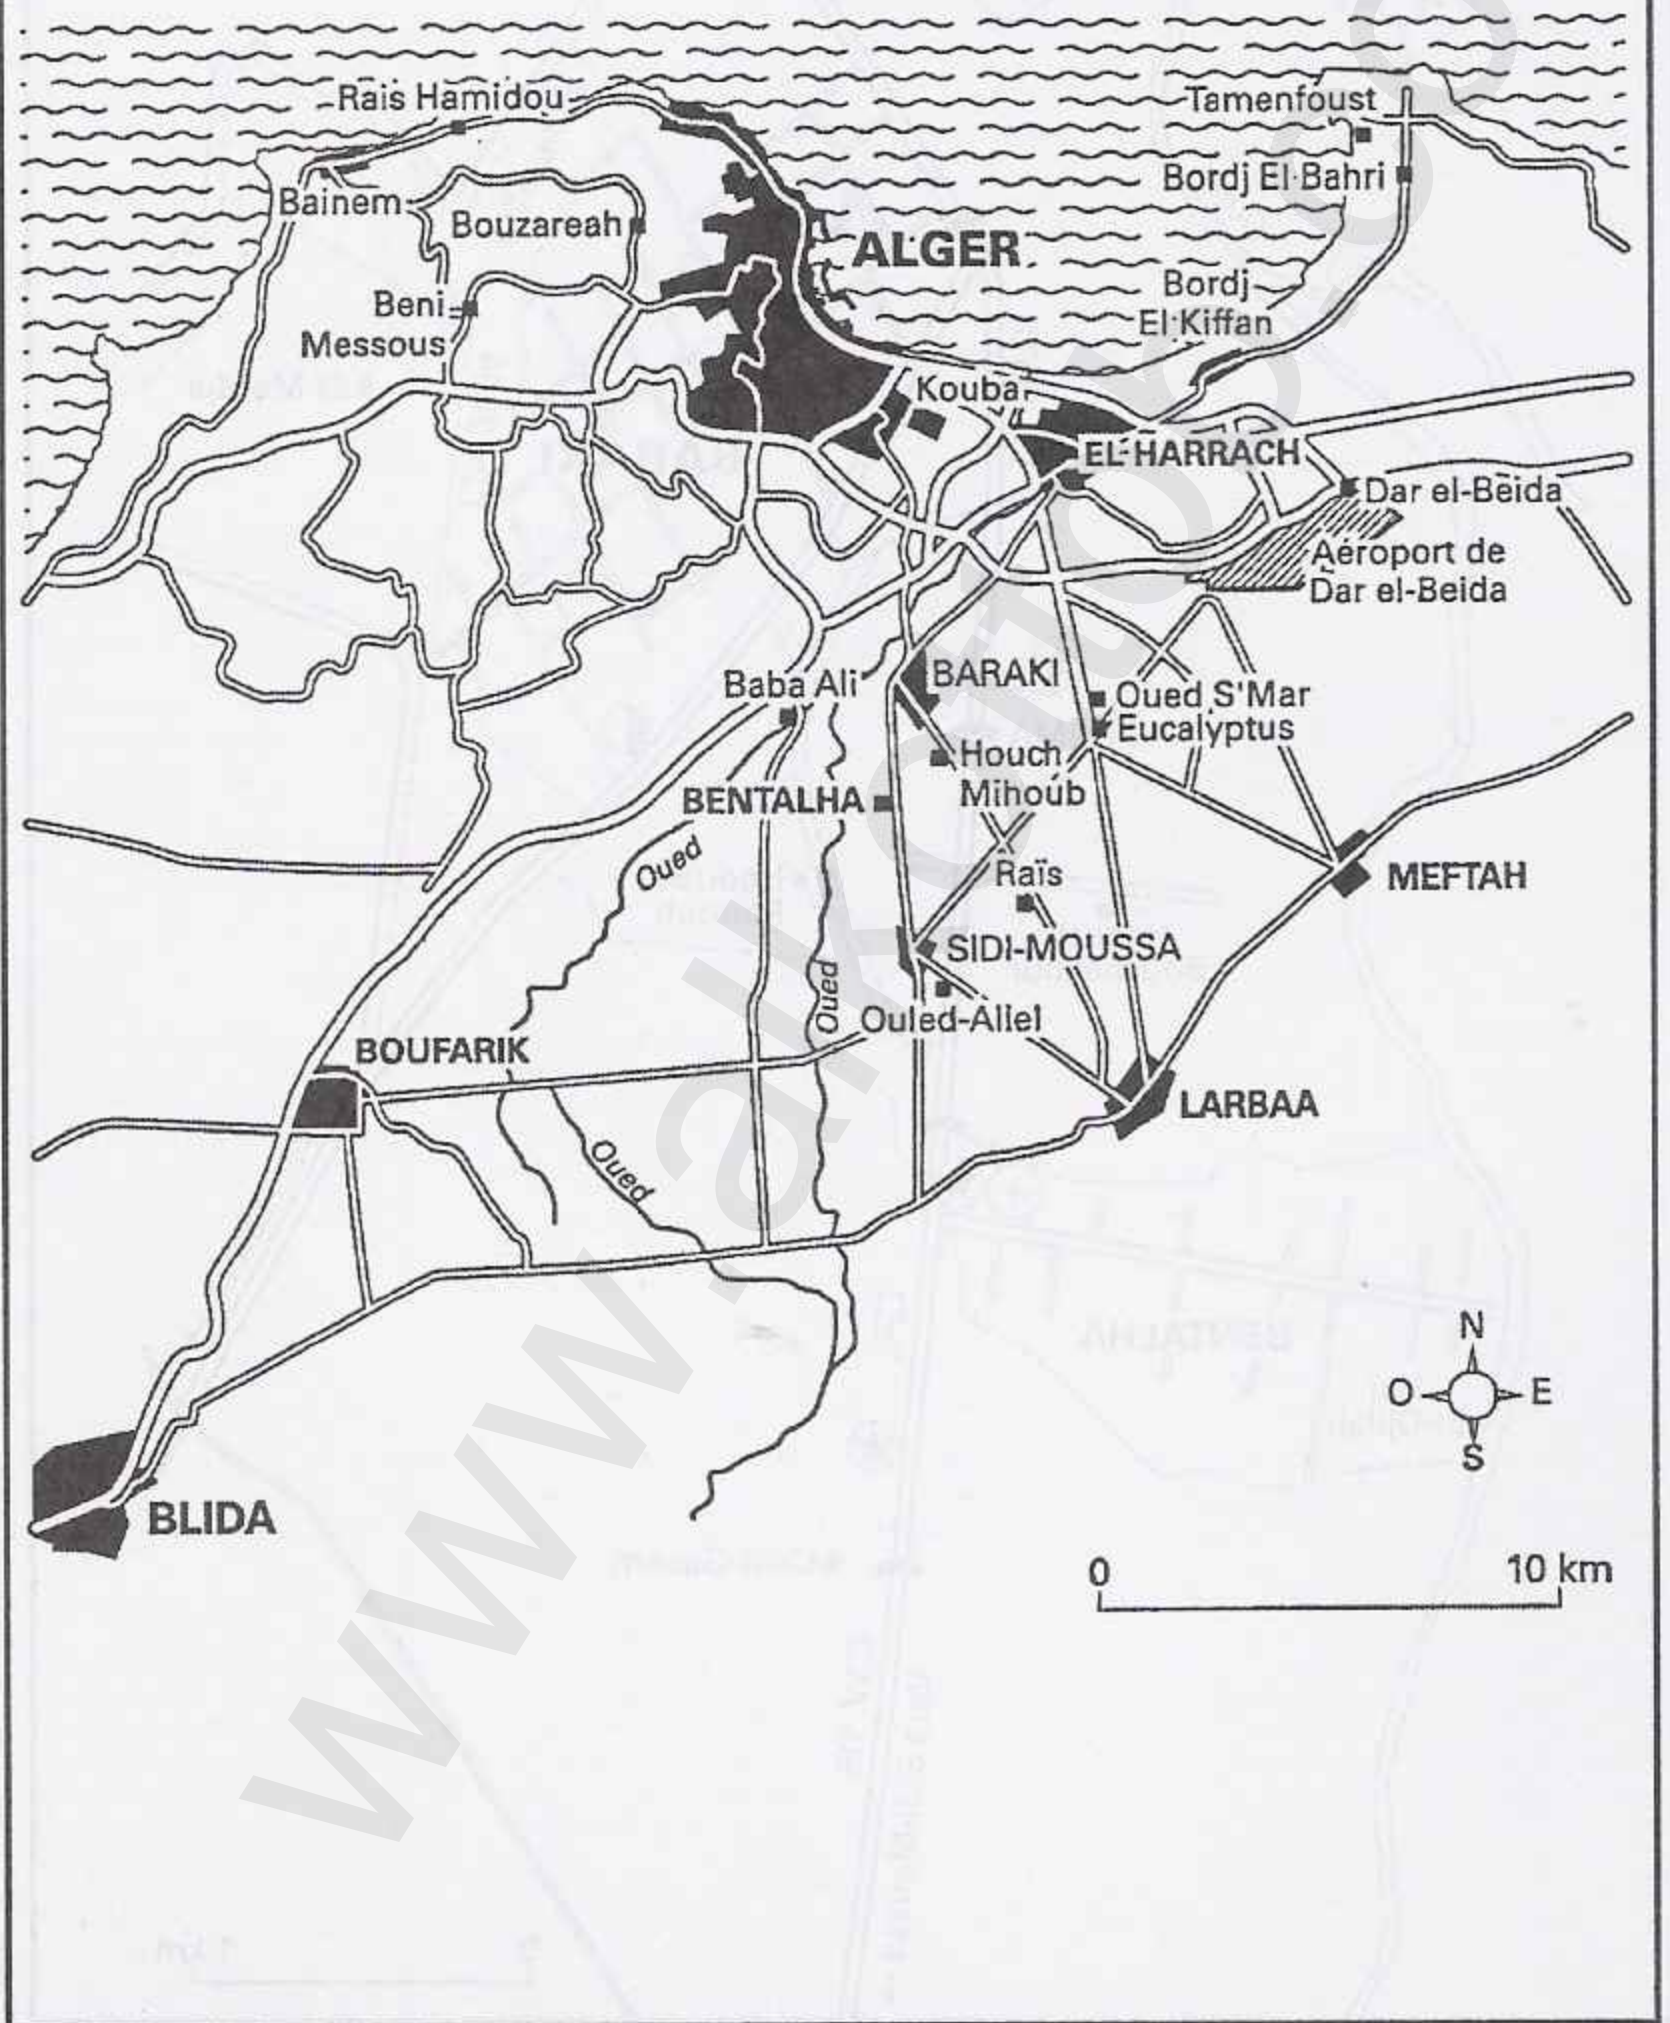 Rais Hamidou
Tamenfoust
Bordj El Bahri
Bainem
Bouzareah
ALGER
Bordj
El Kiffan
Beni
Messous
Kouba
EL-HARRACH
Dar el-Beida
Aéroport de
Dar el-Beida
BARAKI
Baba Ali
Oued S'Mar
Eucalyptus
Houch
Mihoub
BENTALHA
Oued
Raïs
MEFTAH
SIDI-MOUSSA
Oued
Ouled-Allel
BOUFARIK
LARBAA
Oued
N
O E
S
BLIDA
0 10 km